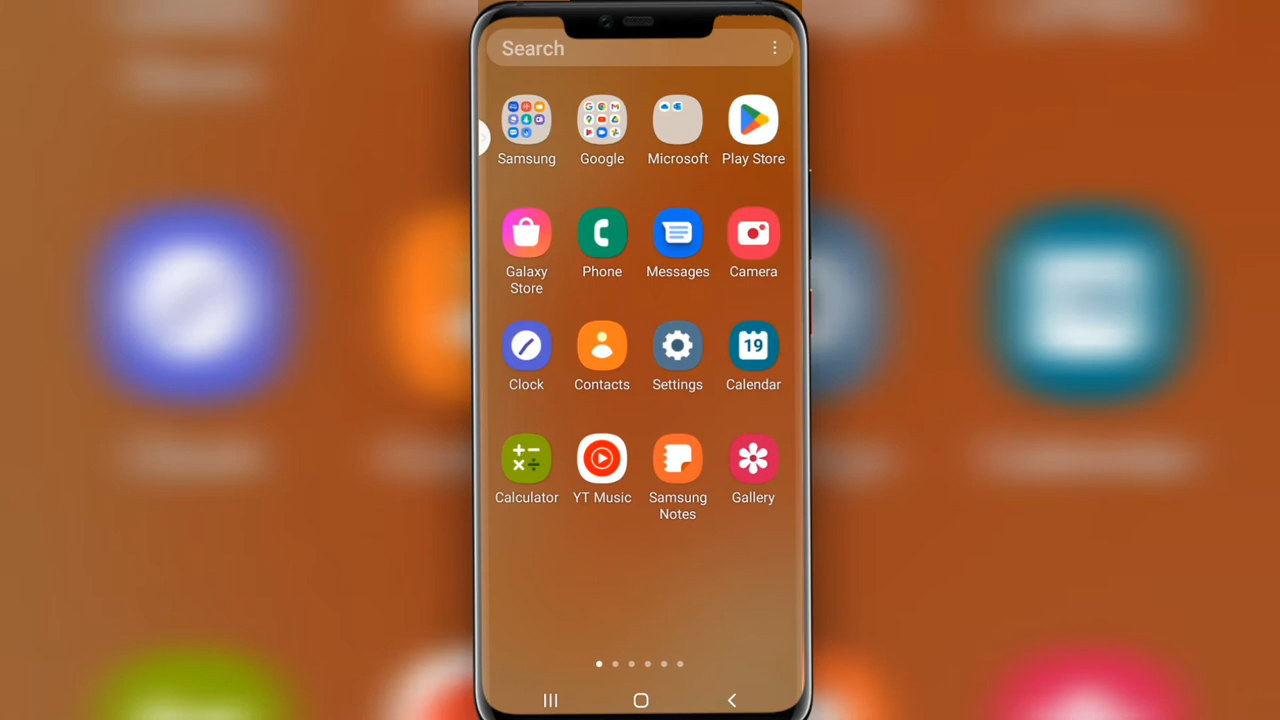 Search
Samsung
Google
Microsoft
Play Store
Galaxy
Store
Phone
Messages
Camera
Clock
Contacts
Settings
19
Calendar
Calculator
YT Music
Samsung
Notes
Gallery